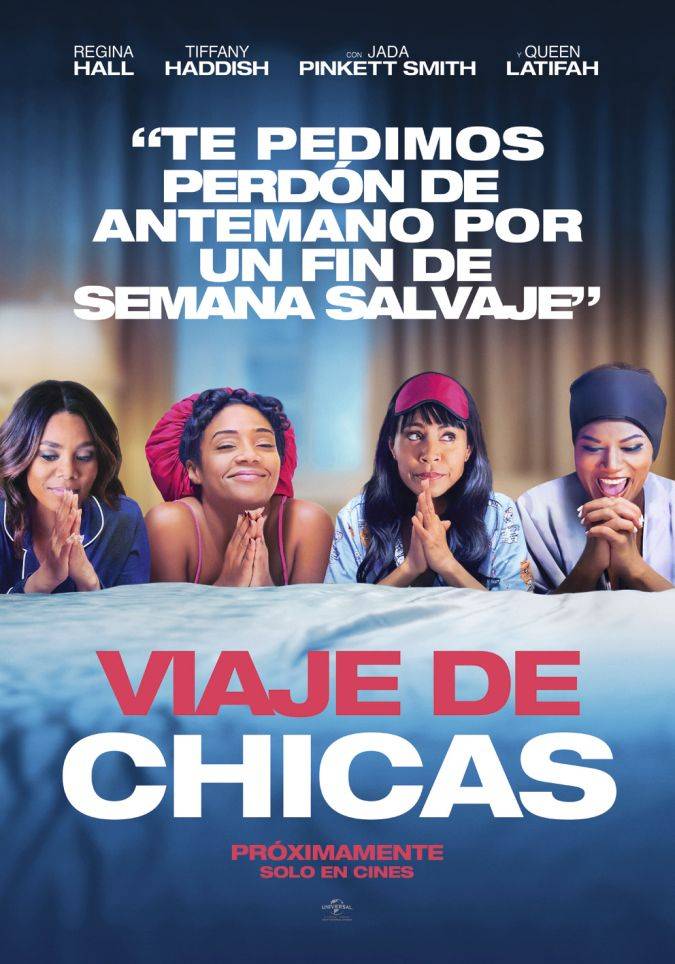 REGINA HALL
TIFFANY HADDISH
CON JADA PINKETT SMITH
Y QUEEN LATIFAH
“TE PEDIMOS
PERDÓN DE
ANTEMANO POR
UN FIN DE
SEMANA SALVAJE”
VIAJE DE
CHICAS
PRÓXIMAMENTE
SOLO EN CINES
UNIVERSAL